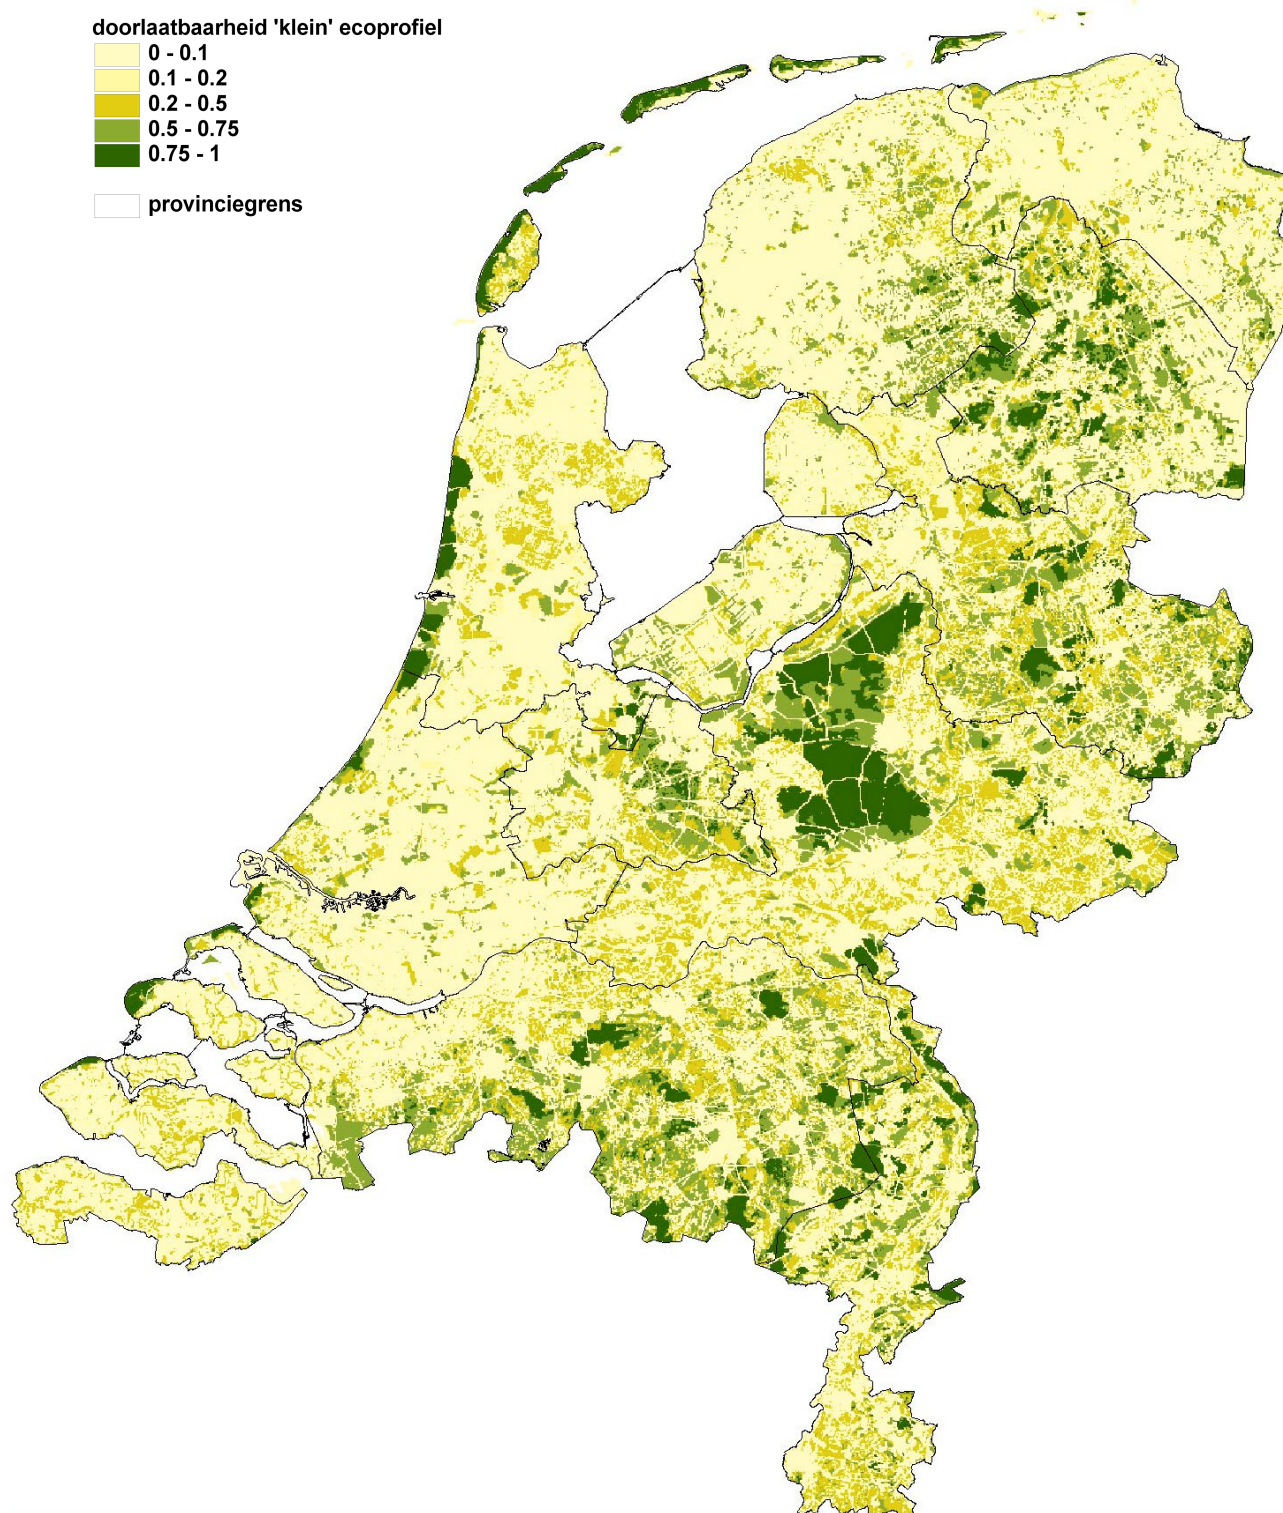 doorlaatbaarheid 'klein' ecoprofiel
0 - 0.1
0.1 - 0.2
0.2 - 0.5
0.5 - 0.75
0.75 - 1
provinciegrens